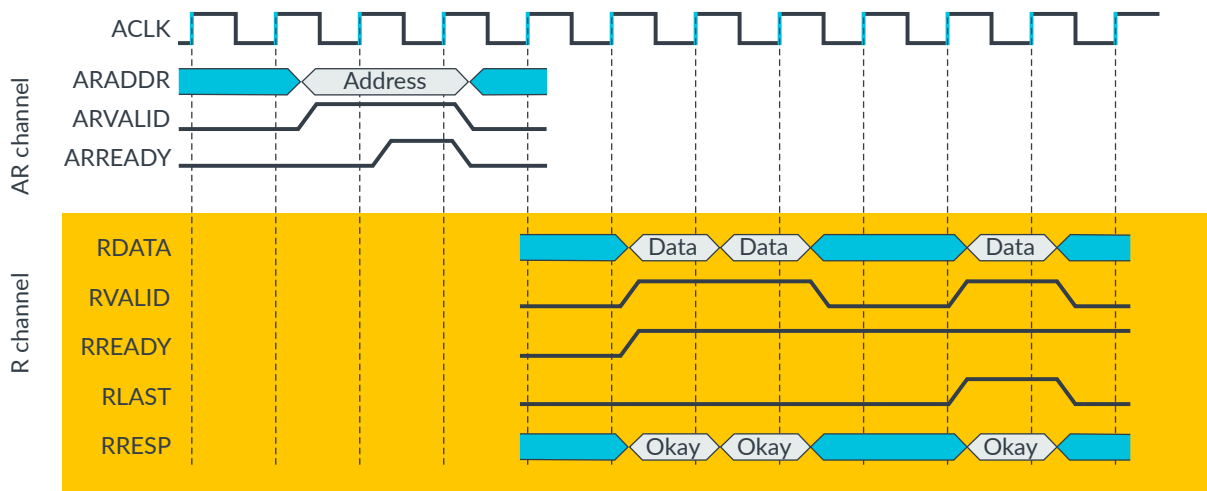 ACLK
AR channel
ARADDR Address
ARVALID
ARREADY
R channel
RDATA Data Data Data
RVALID
RREADY
RLAST
RRESP Okay Okay Okay